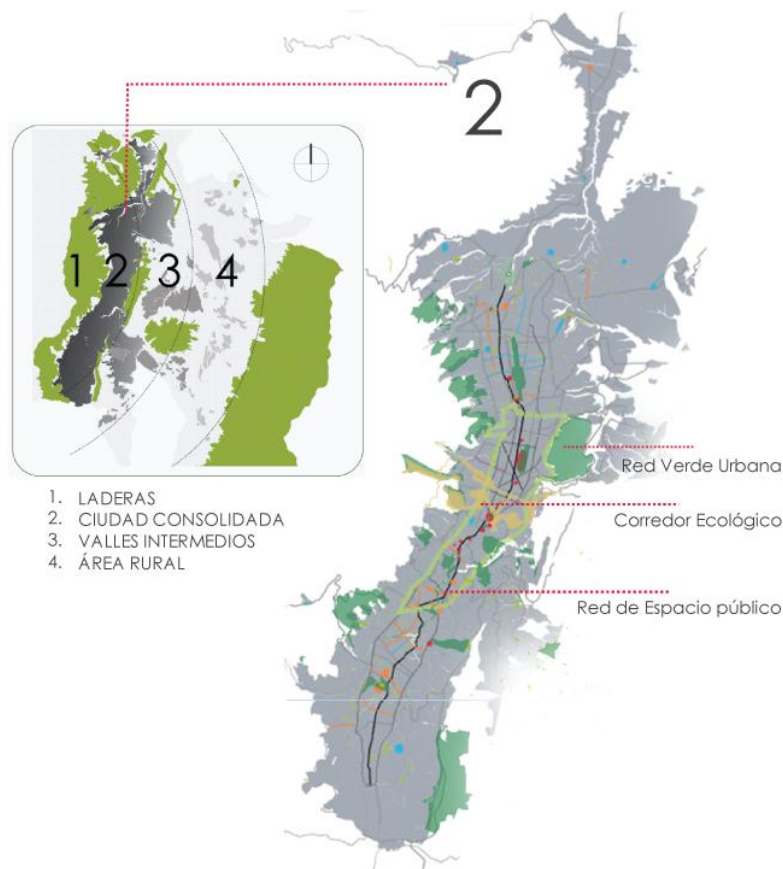 2
1 2 3 4
1. LADERAS
2. CIUDAD CONSOLIDADA
3. VALLES INTERMEDIOS
4. ÁREA RURAL
Red Verde Urbana
Corredor Ecológico
Red de Espacio público